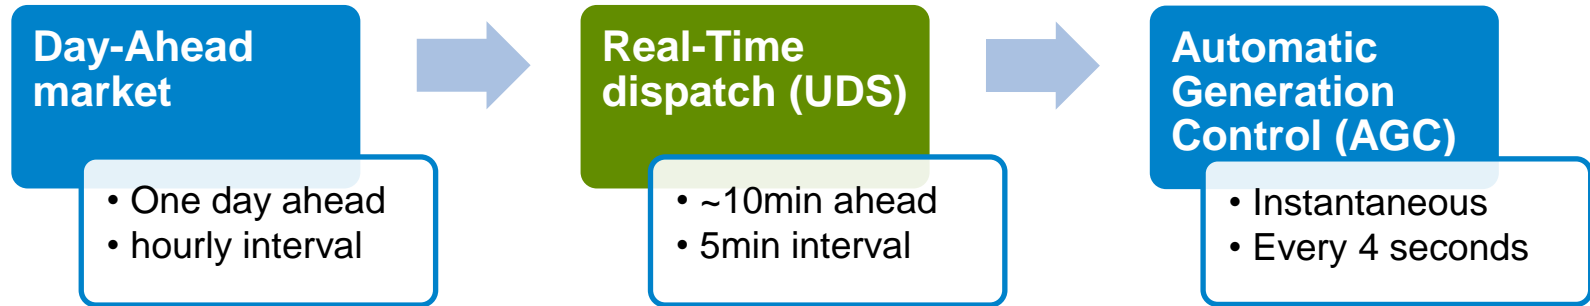 Day-Ahead
market
• One day ahead
• hourly interval
Real-Time
dispatch (UDS)
• ~10min ahead
• 5min interval
Automatic
Generation
Control (AGC)
• Instantaneous
• Every 4 seconds